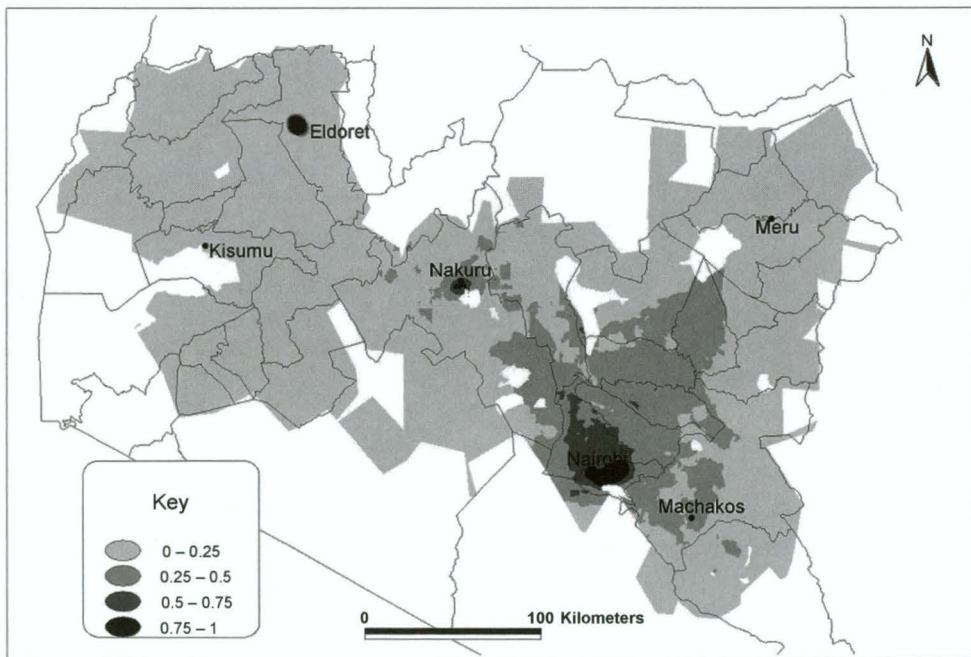 N
Eldoret
Meru
Kisumu
Nakuru
Nairobi
Machakos
Key
0 – 0.25
0.25 – 0.5
0.5 – 0.75
0.75 – 1
0 100 Kilometers